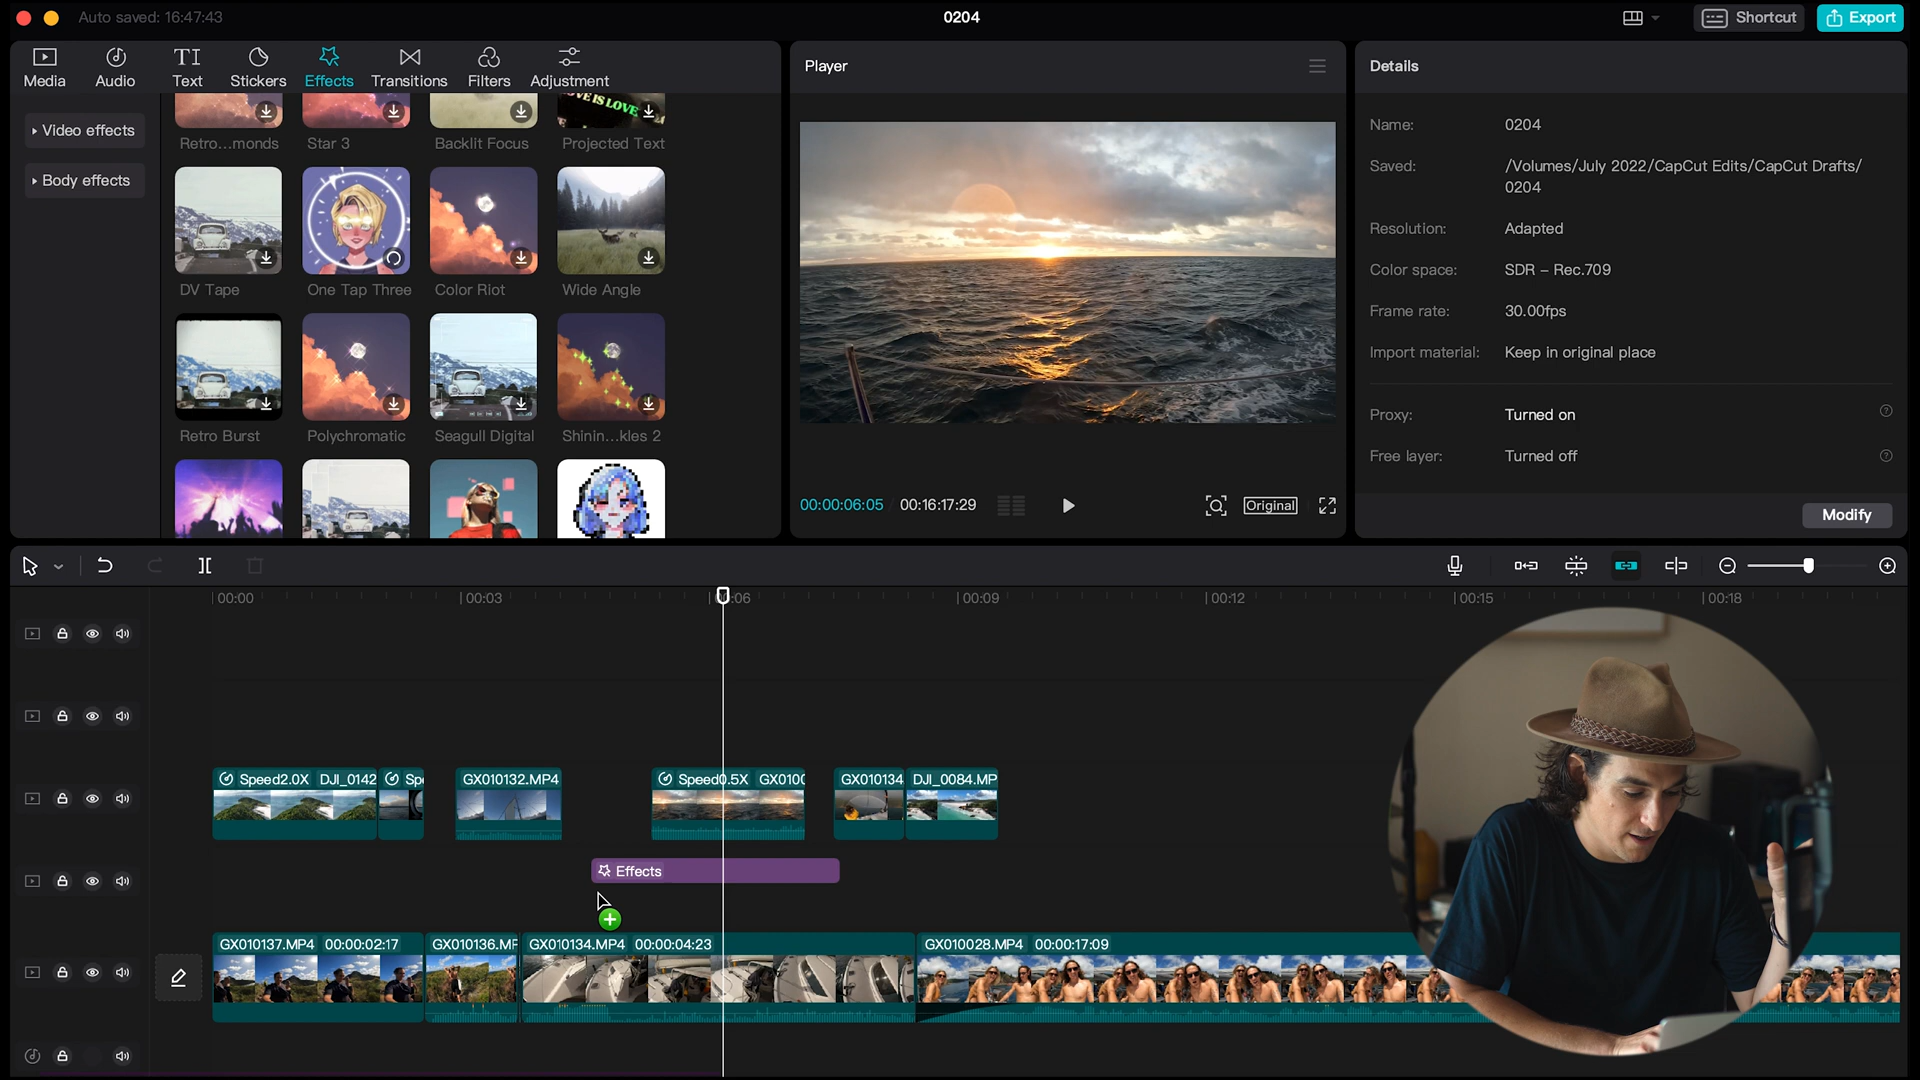 Auto saved: 16:47:43
0204
Shortcut
Export
Media
Audio
Text
Stickers
Effects
Transitions
Filters
Adjustment
Video effects
Body effects
LOVE IS LOVE
Retro...monds
Star 3
Backlit Focus
Projected Text
DV Tape
One Tap Three
Color Riot
Wide Angle
Retro Burst
Polychromatic
Seagull Digital
Shinin...kles 2
Player
00:00:06:05
00:16:17:29
Original
Details
Name: 0204
Saved: /Volumes/July 2022/CapCut Edits/CapCut Drafts/
0204
Resolution: Adapted
Color space: SDR – Rec.709
Frame rate: 30.00fps
Import material: Keep in original place
Proxy: Turned on
Free layer: Turned off
Modify
00:00
00:03
00:06
00:09
00:12
00:15
00:18
Speed2.0X DJI_0142
Spe
GX010132.MP4
Speed0.5X GX0100
GX010134
DJI_0084.MP
Effects
GX010137.MP4 00:00:02:17
GX010136.MP
GX010134.MP4 00:00:04:23
GX010028.MP4 00:00:17:09